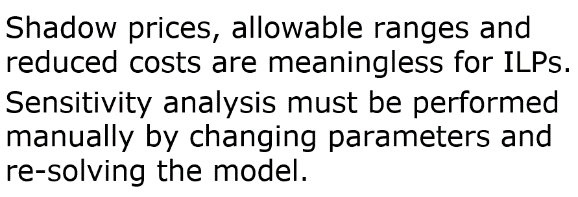 Shadow prices, allowable ranges and
reduced costs are meaningless for ILPs.
Sensitivity analysis must be performed
manually by changing parameters and
re-solving the model.